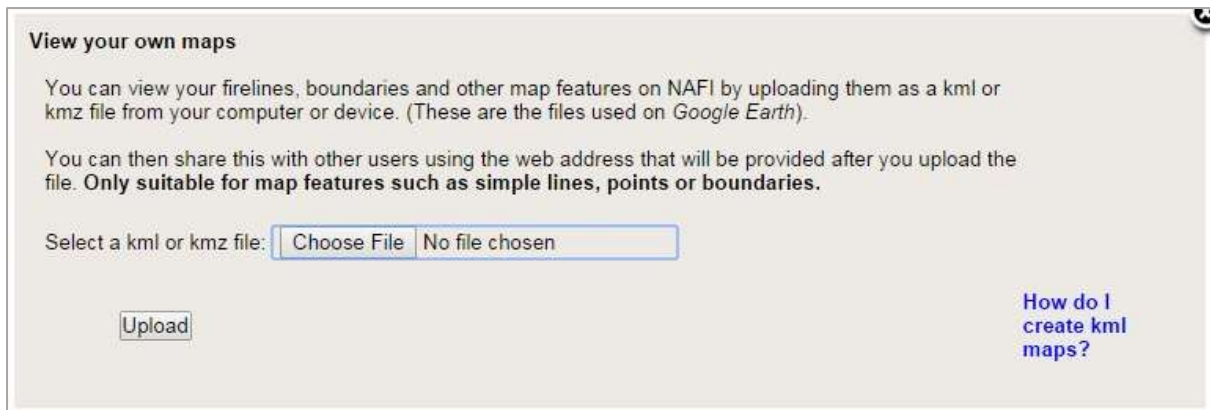 View your own maps
You can view your firelines, boundaries and other map features on NAFI by uploading them as a kml or
kmz file from your computer or device. (These are the files used on Google Earth).
You can then share this with other users using the web address that will be provided after you upload the
file. Only suitable for map features such as simple lines, points or boundaries.
Select a kml or kmz file: Choose File No file chosen
Upload
How do I
create kml
maps?